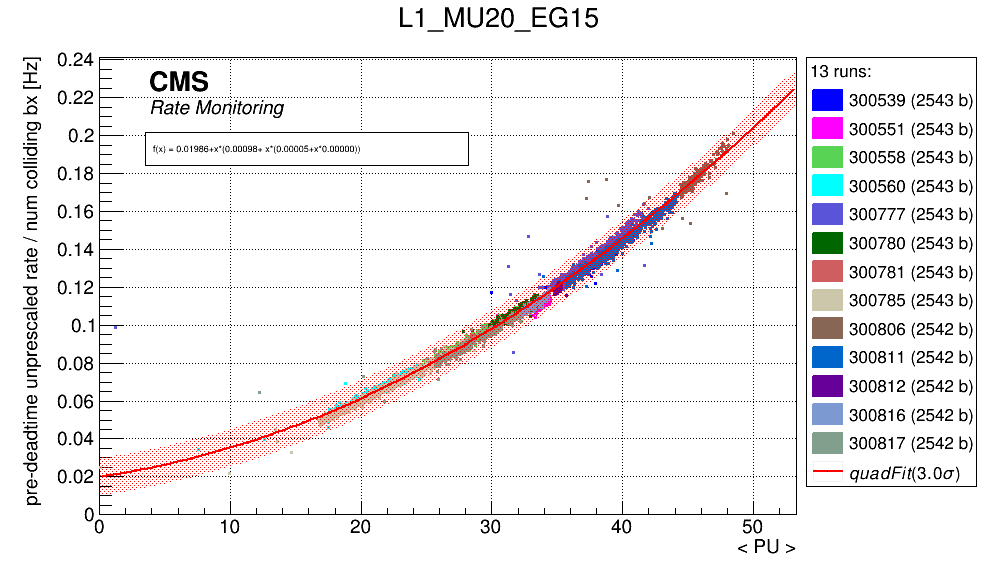 L1_MU20_EG15
pre-deadtime unprescaled rate / num colliding bx [Hz]
0.24
0.22
0.2
0.18
0.16
0.14
0.12
0.1
0.08
0.06
0.04
0.02
0
CMS
Rate Monitoring
f(x) = 0.01986+x*(0.00098+ x*(0.00005+x*0.00000))
0 10 20 30 40 50
< PU >
13 runs:
300539 (2543 b)
300551 (2543 b)
300558 (2543 b)
300560 (2543 b)
300777 (2543 b)
300780 (2543 b)
300781 (2543 b)
300785 (2543 b)
300806 (2542 b)
300811 (2542 b)
300812 (2542 b)
300816 (2542 b)
300817 (2542 b)
quadFit(3.0σ)